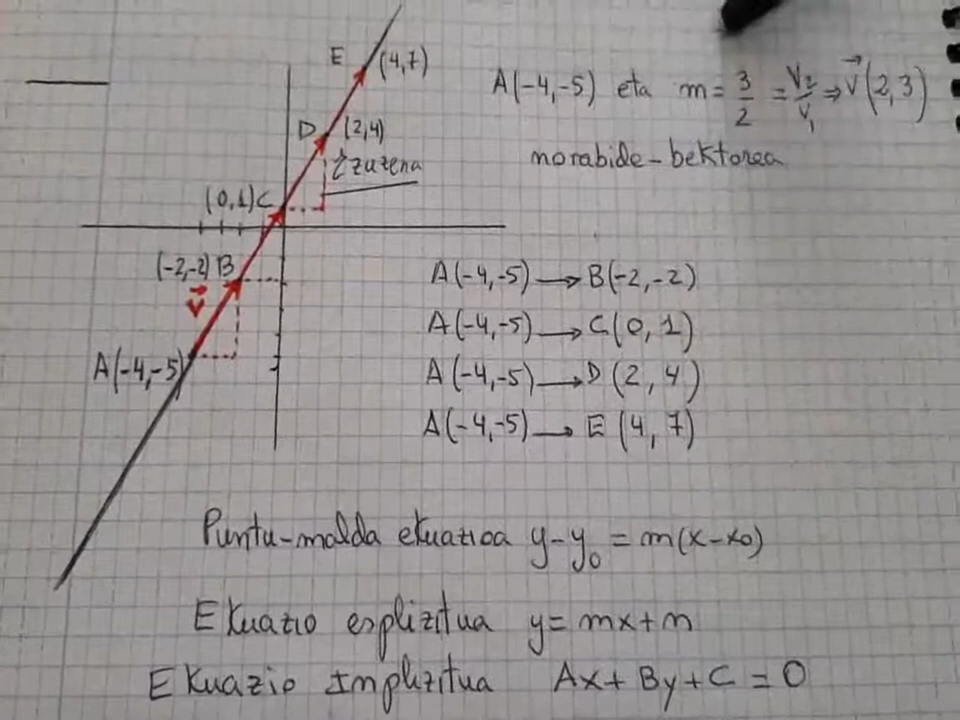 E (4,7)
A(-4,-5) eta m = 3/2 = V₂/V₁ ⇒ v⃗(2,3)
D (2,4)
zuzena
norabide-bektorea
(0,1) C
(-2,-2) B
v⃗
A(-4,-5)
A(-4,-5) → B(-2,-2)
A(-4,-5) → C(0,1)
A(-4,-5) → D(2,4)
A(-4,-5) → E(4,7)
Puntu-malda ekuazioa y-y₀ = m(x-x₀)
Ekuazio esplizitua y = mx+n
Ekuazio Implizitua Ax+By+C = 0